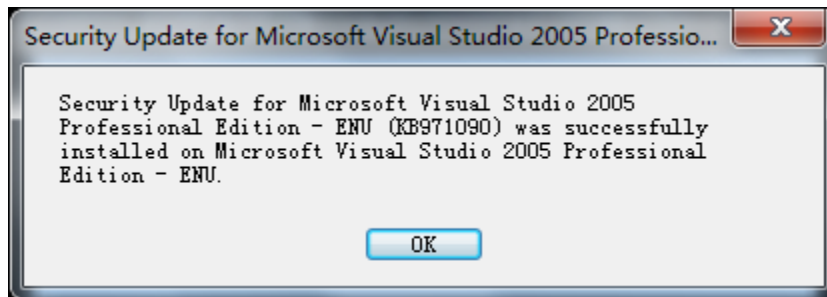 Security Update for Microsoft Visual Studio 2005 Professio...
Security Update for Microsoft Visual Studio 2005
Professional Edition - ENU (KB971090) was successfully
installed on Microsoft Visual Studio 2005 Professional
Edition - ENU.
OK